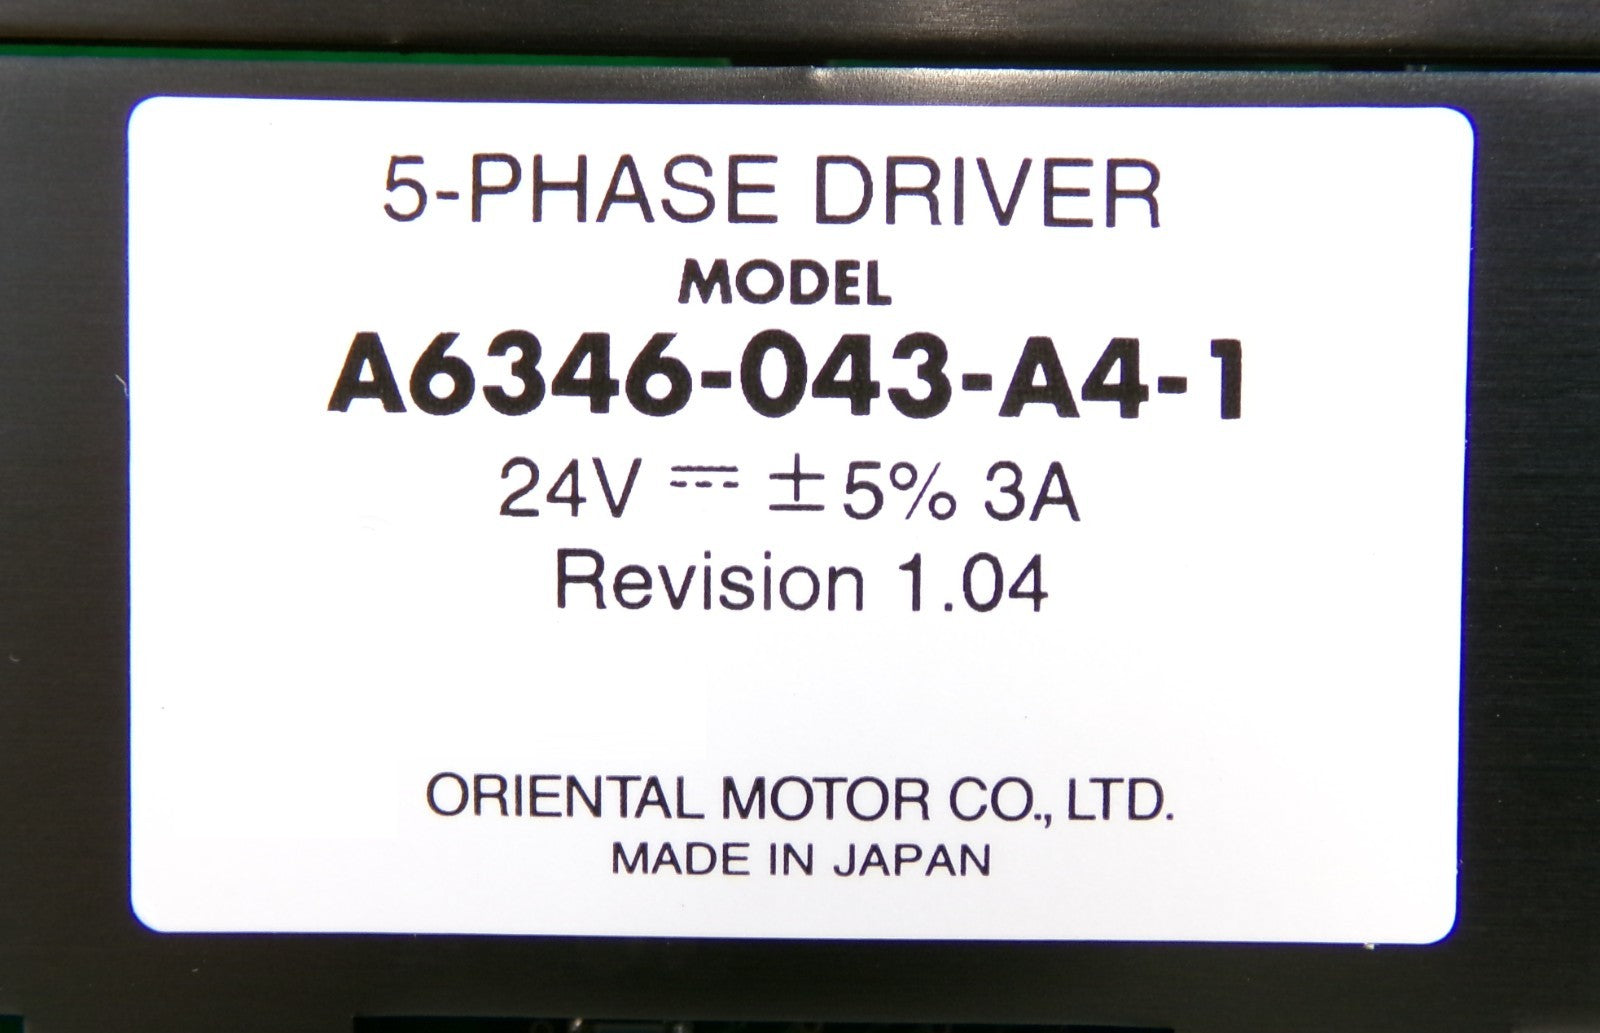 5-PHASE DRIVER
MODEL
A6346-043-A4-1
24V ⎓ ±5% 3A
Revision 1.04
ORIENTAL MOTOR CO., LTD.
MADE IN JAPAN